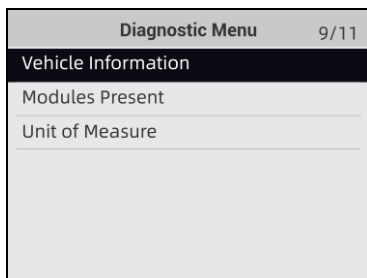 Diagnostic Menu 9/11
Vehicle Information
Modules Present
Unit of Measure